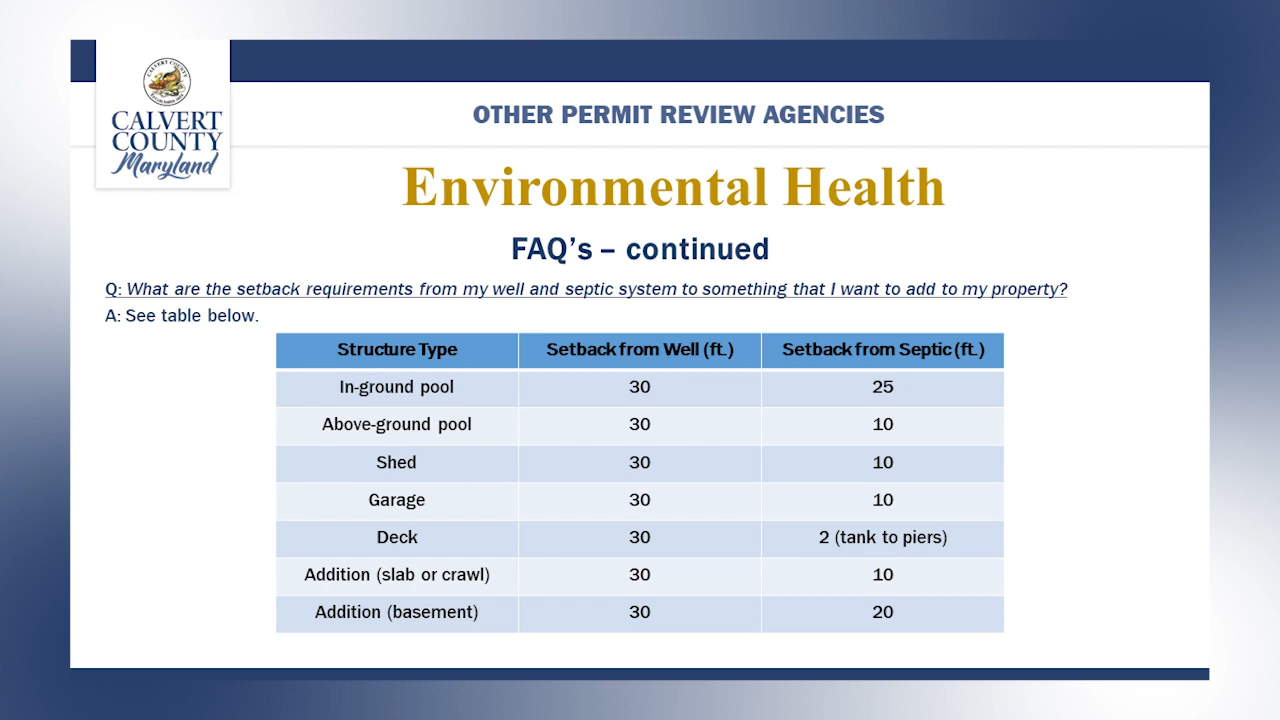 CALVERT
COUNTY
Maryland
OTHER PERMIT REVIEW AGENCIES
Environmental Health
FAQ's – continued
Q: What are the setback requirements from my well and septic system to something that I want to add to my property?
A: See table below.
Structure Type Setback from Well (ft.) Setback from Septic (ft.)
In-ground pool 30 25
Above-ground pool 30 10
Shed 30 10
Garage 30 10
Deck 30 2 (tank to piers)
Addition (slab or crawl) 30 10
Addition (basement) 30 20